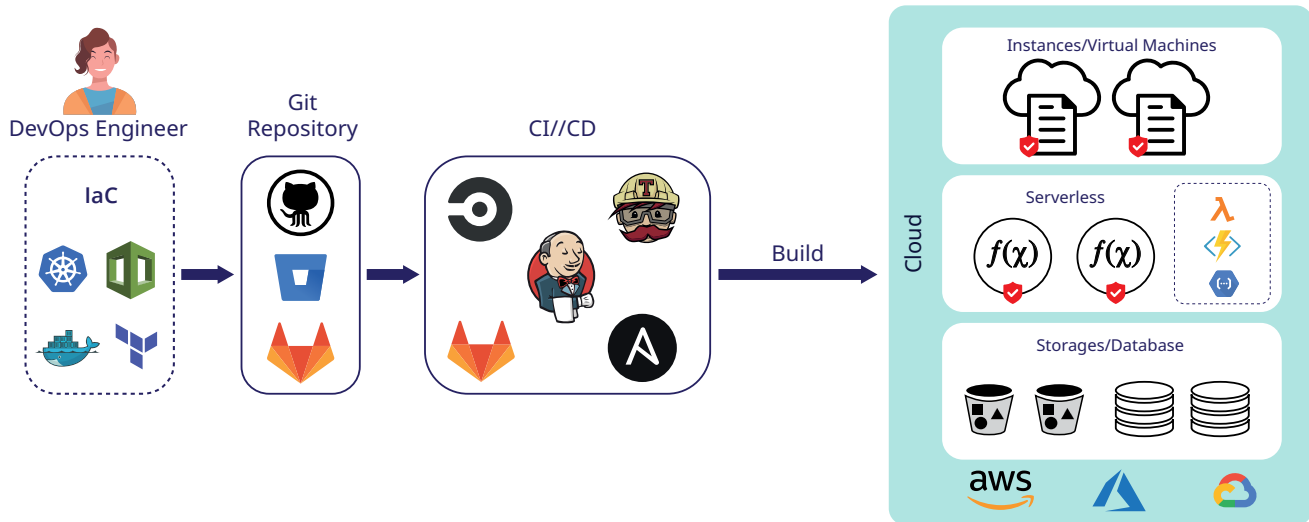 DevOps Engineer
IaC
Git
Repository
CI//CD
T
Build
Cloud
Instances/Virtual Machines
Serverless
f(χ)
f(χ)
λ
Storages/Database
aws